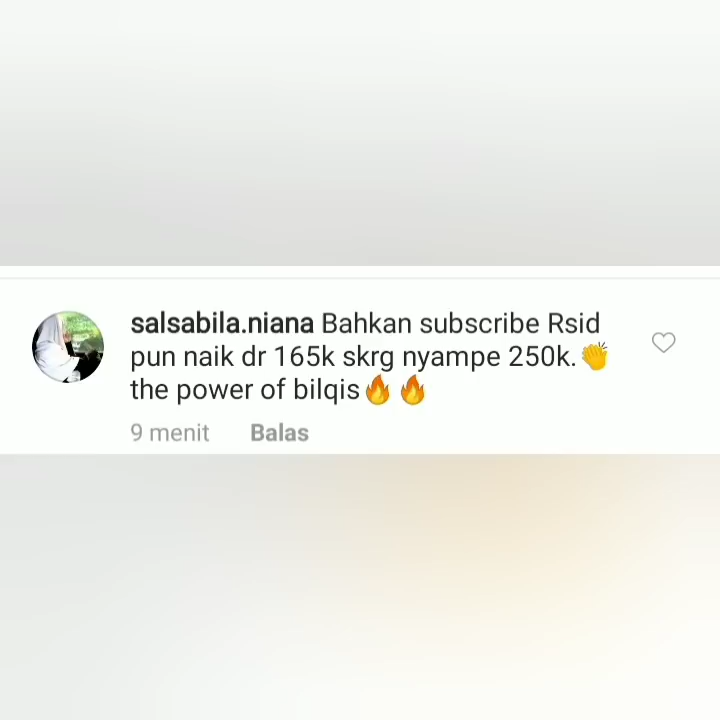 salsabila.niana Bahkan subscribe Rsid
pun naik dr 165k skrg nyampe 250k.👏
the power of bilqis🔥🔥
9 menit Balas